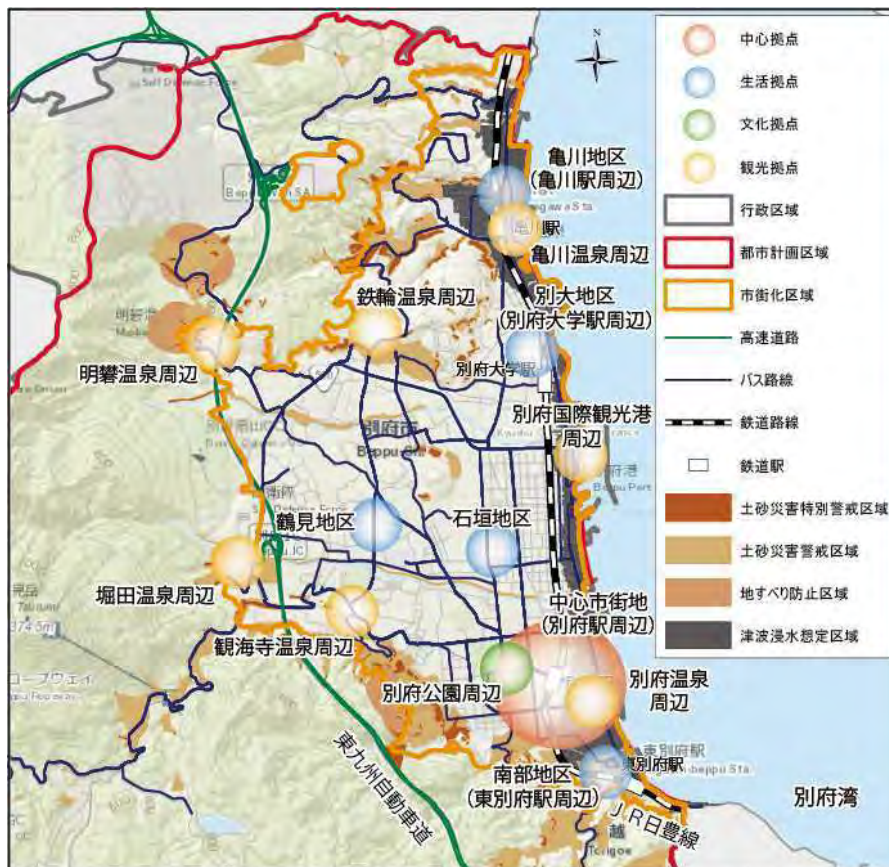 中心拠点
生活拠点
文化拠点
観光拠点
行政区域
都市計画区域
市街化区域
高速道路
バス路線
鉄道路線
鉄道駅
土砂災害特別警戒区域
土砂災害警戒区域
地すべり防止区域
津波浸水想定区域
N
亀川地区
(亀川駅周辺)
亀川温泉周辺
別大地区
(別府大学駅周辺)
鉄輪温泉周辺
明礬温泉周辺
別府大学駅
別府国際観光港
周辺
別府市
鶴見地区
石垣地区
堀田温泉周辺
中心市街地
(別府駅周辺)
観海寺温泉周辺
別府公園周辺
別府温泉
周辺
東別府駅
南部地区
(東別府駅周辺)
東九州自動車道
JR日豊線
別府湾